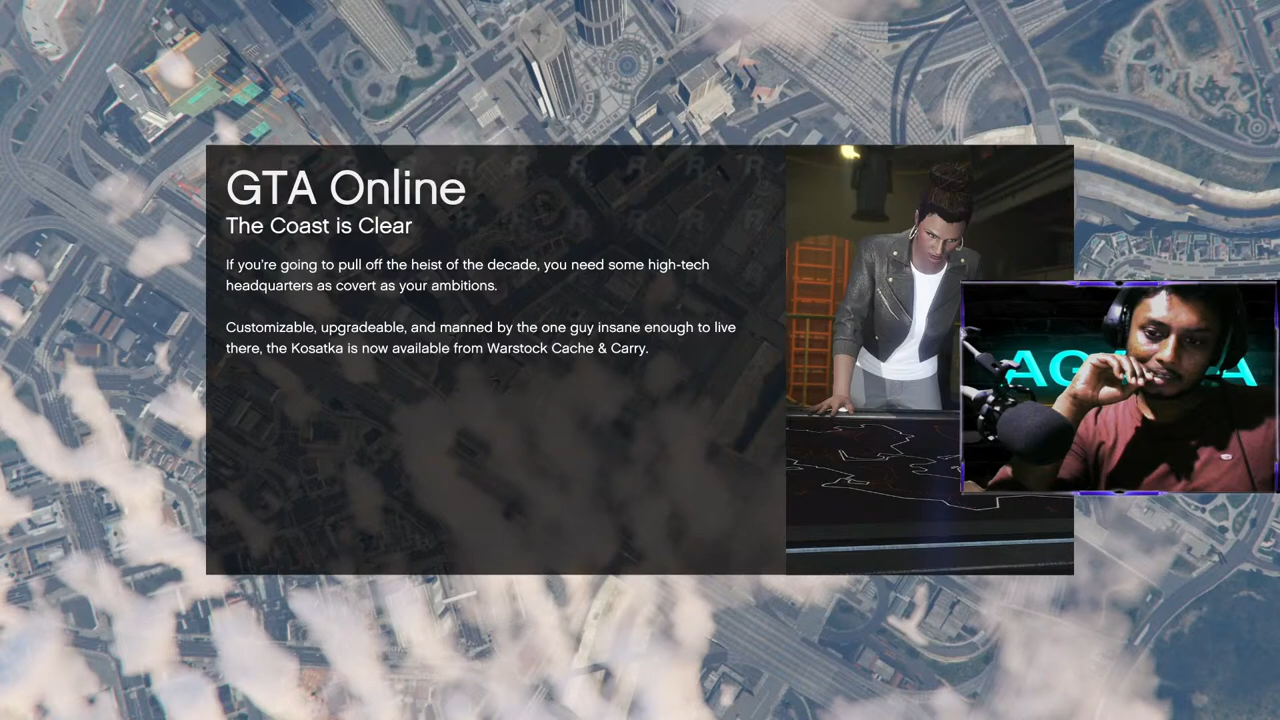 GTA Online
The Coast is Clear
If you're going to pull off the heist of the decade, you need some high-tech
headquarters as covert as your ambitions.
Customizable, upgradeable, and manned by the one guy insane enough to live
there, the Kosatka is now available from Warstock Cache & Carry.